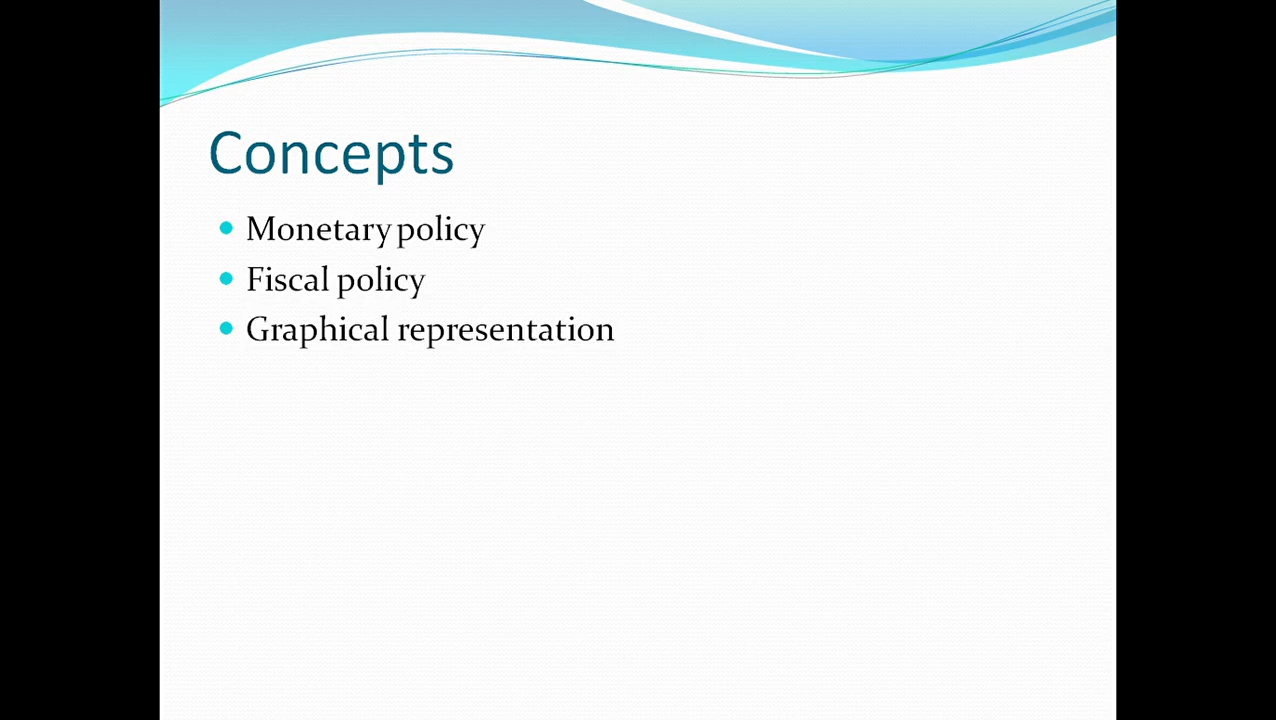 Concepts
Monetary policy
Fiscal policy
Graphical representation